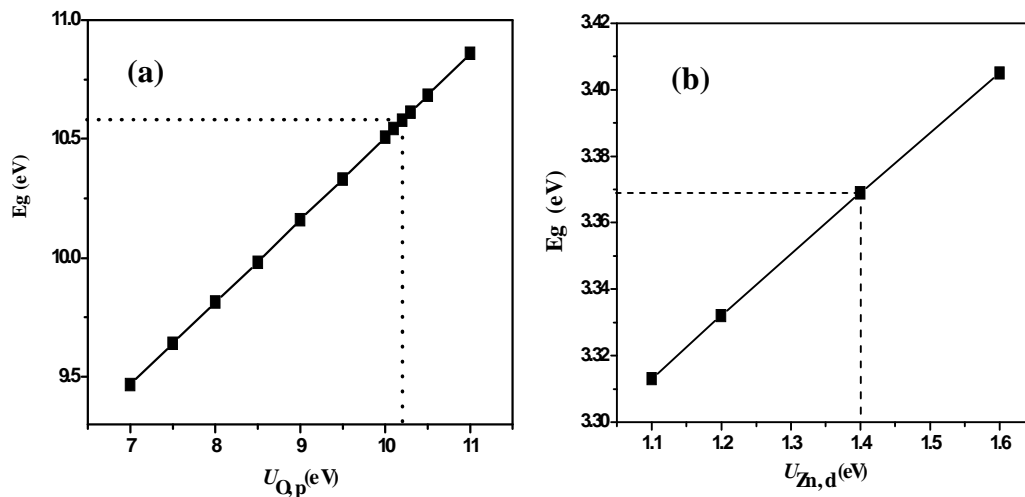 (a)
Eg (eV)
11.0
10.5
10.0
9.5
7 8 9 10 11
U_O,p (eV)
(b)
Eg (eV)
3.42
3.40
3.38
3.36
3.34
3.32
3.30
1.1 1.2 1.3 1.4 1.5 1.6
U_Zn,d (eV)